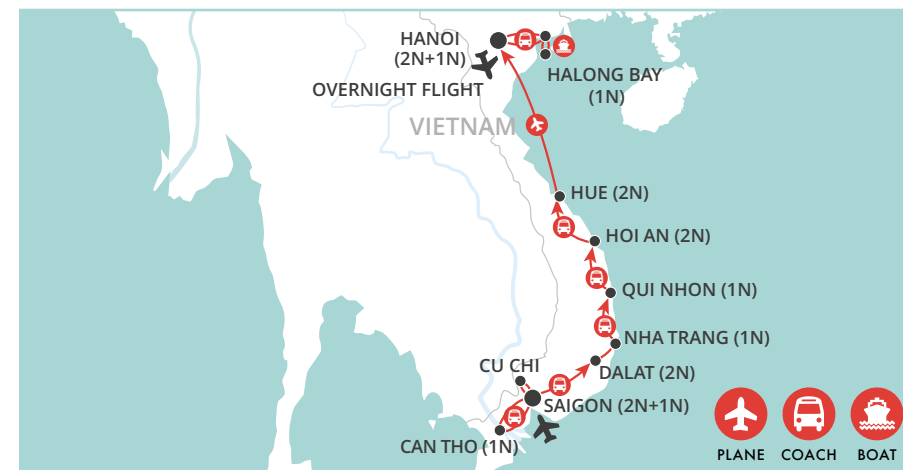 HANOI
(2N+1N)
HALONG BAY
(1N)
OVERNIGHT FLIGHT
VIETNAM
HUE (2N)
HOI AN (2N)
QUI NHON (1N)
NHA TRANG (1N)
CU CHI
DALAT (2N)
SAIGON (2N+1N)
CAN THO (1N)
PLANE COACH BOAT